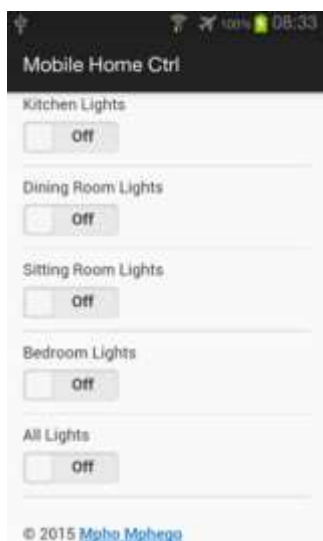 100% 08:33
Mobile Home Ctrl
Kitchen Lights
Off
Dining Room Lights
Off
Sitting Room Lights
Off
Bedroom Lights
Off
All Lights
Off
© 2015 Mpho Mphego